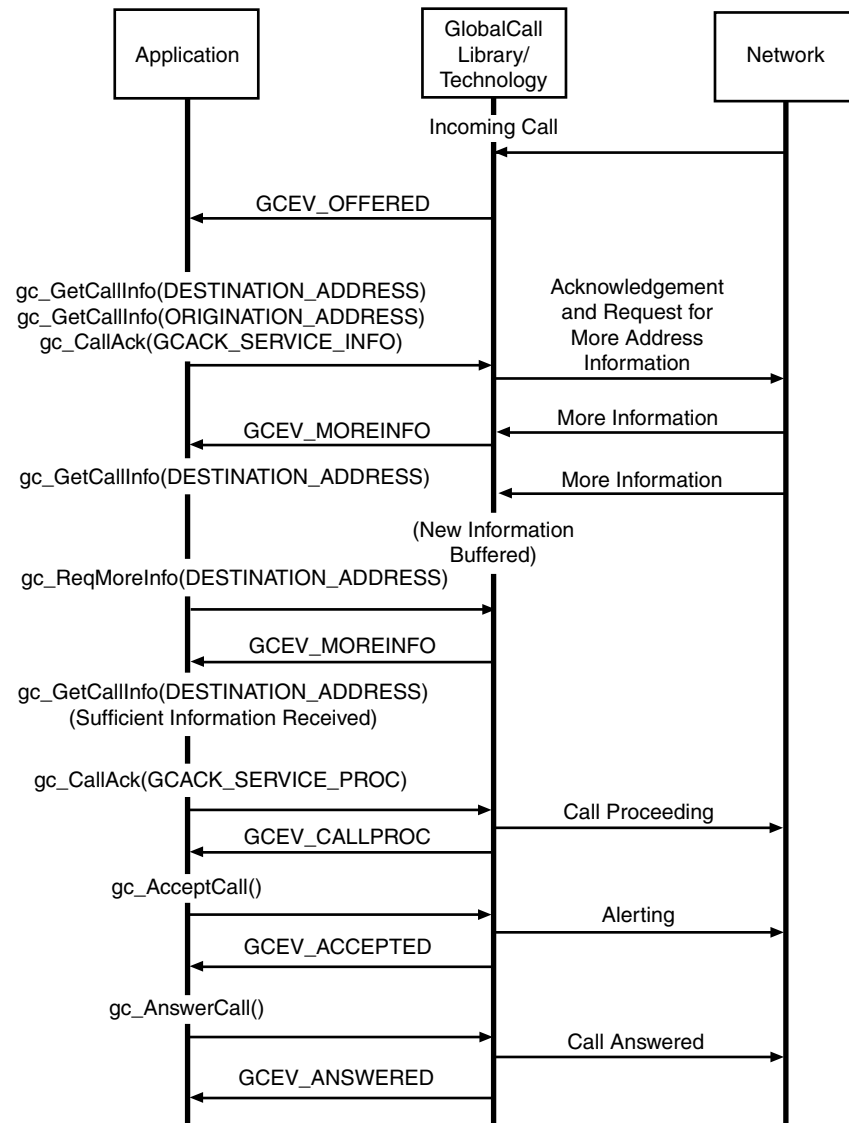 Application
GlobalCall
Library/
Technology
Network
Incoming Call
GCEV_OFFERED
gc_GetCallInfo(DESTINATION_ADDRESS)
gc_GetCallInfo(ORIGINATION_ADDRESS)
gc_CallAck(GCACK_SERVICE_INFO)
Acknowledgement
and Request for
More Address
Information
GCEV_MOREINFO
More Information
gc_GetCallInfo(DESTINATION_ADDRESS)
More Information
(New Information
Buffered)
gc_ReqMoreInfo(DESTINATION_ADDRESS)
GCEV_MOREINFO
gc_GetCallInfo(DESTINATION_ADDRESS)
(Sufficient Information Received)
gc_CallAck(GCACK_SERVICE_PROC)
Call Proceeding
GCEV_CALLPROC
gc_AcceptCall()
Alerting
GCEV_ACCEPTED
gc_AnswerCall()
Call Answered
GCEV_ANSWERED